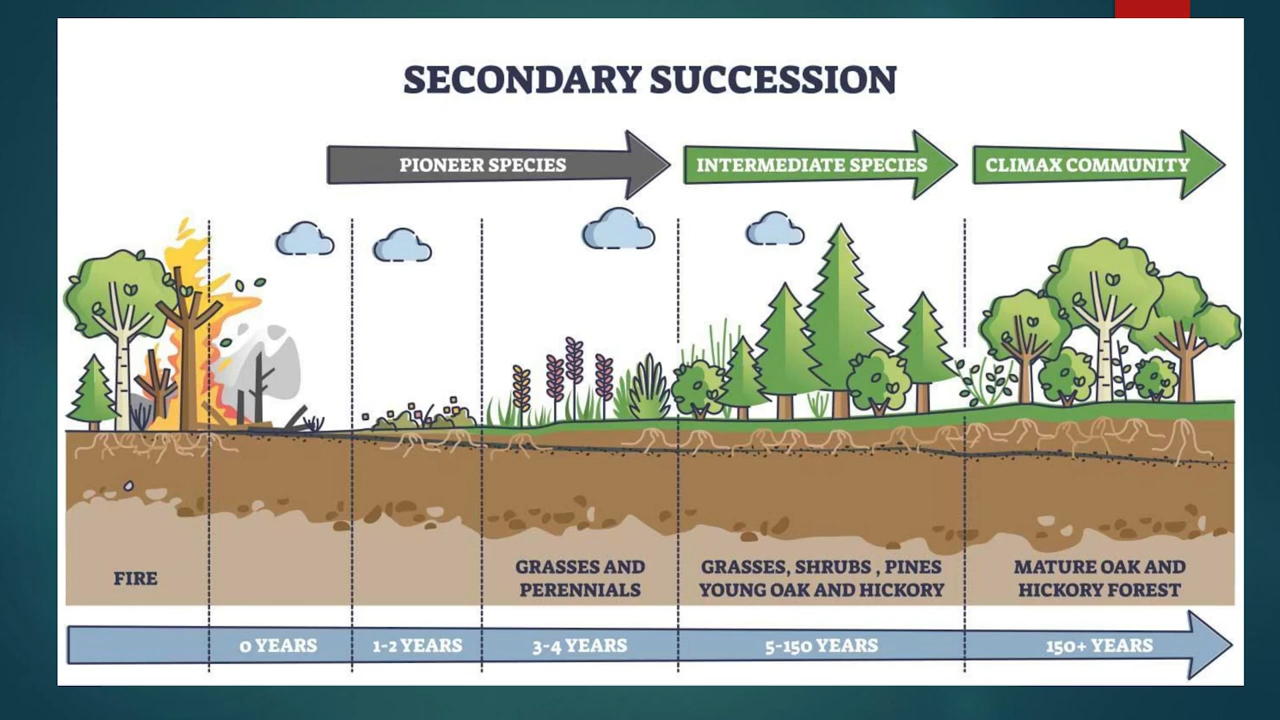 SECONDARY SUCCESSION
PIONEER SPECIES
INTERMEDIATE SPECIES
CLIMAX COMMUNITY
FIRE
GRASSES AND
PERENNIALS
GRASSES, SHRUBS , PINES
YOUNG OAK AND HICKORY
MATURE OAK AND
HICKORY FOREST
0 YEARS
1-2 YEARS
3-4 YEARS
5-150 YEARS
150+ YEARS